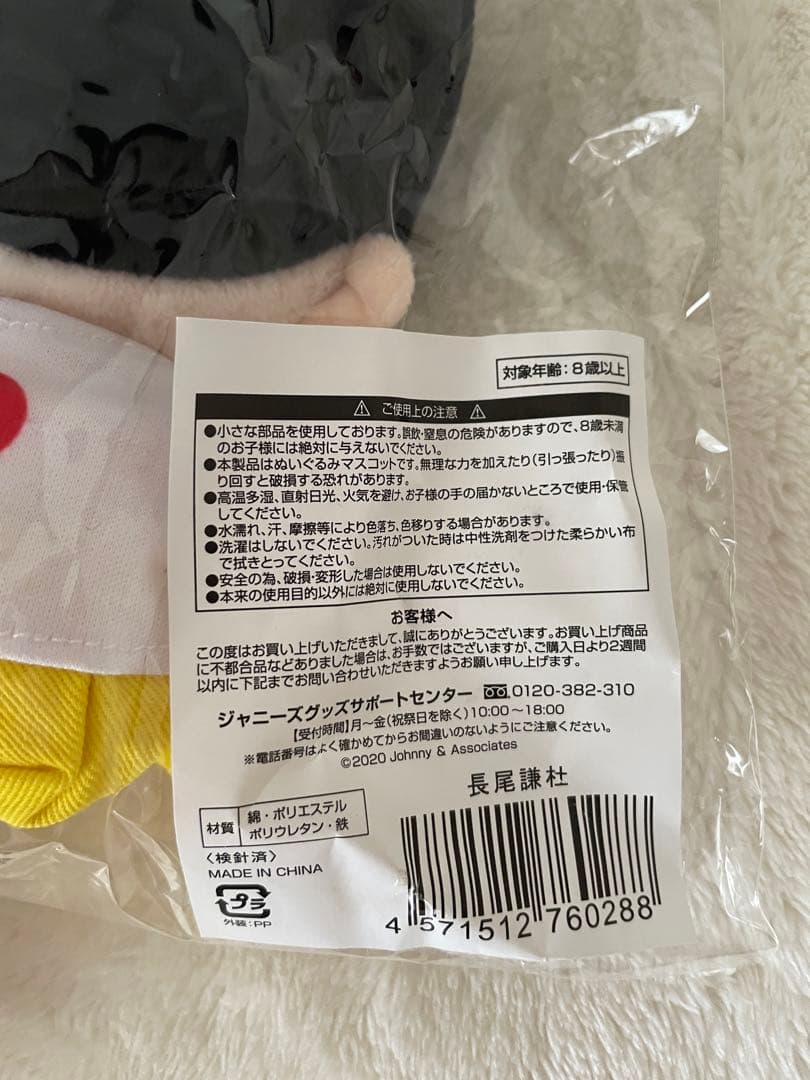 対象年齢:8歳以上
⚠ ご使用上の注意 ⚠
●小さな部品を使用しております。誤飲・窒息の危険がありますので、8歳未満
のお子様には絶対に与えないでください。
●本製品はぬいぐるみマスコットです。無理な力を加えたり(引っ張ったり)振
り回すと破損する恐れがあります。
●高温多湿、直射日光、火気を避け、お子様の手の届かないところで使用・保管
してください。
●水濡れ、汗、摩擦等により色落ち、色移りする場合があります。
●洗濯はしないでください。汚れがついた時は中性洗剤をつけた柔らかい布
で拭きとってください。
●安全の為、破損・変形した場合は使用しないでください。
●本来の使用目的以外には絶対に使用しないでください。
お客様へ
この度はお買い上げいただきまして、誠にありがとうございます。お買い上げ商品
に不都合品などありました場合は、お手数ではございますが、ご購入日より2週間
以内に下記までお問い合わせいただきますようお願い申し上げます。
ジャニーズグッズサポートセンター 0120-382-310
【受付時間】月～金(祝祭日を除く)10:00～18:00
※電話番号はよく確かめてからお間違いのないようにご注意ください。
©2020 Johnny & Associates
長尾謙杜
材質 綿・ポリエステル
ポリウレタン・鉄
〈検針済〉
MADE IN CHINA
プラ
外装:PP
4 571512 760288